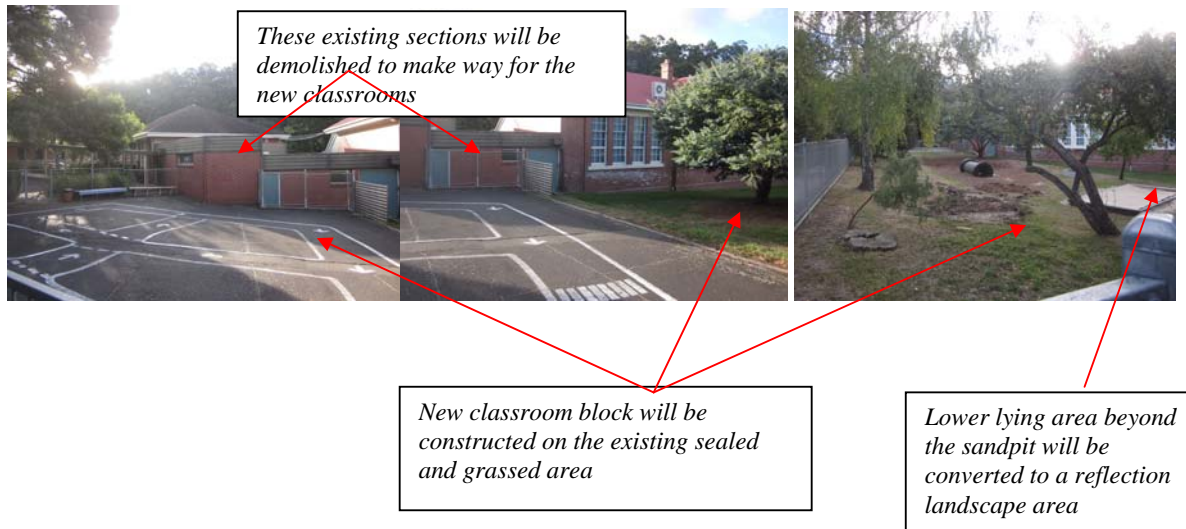 These existing sections will be
demolished to make way for the
new classrooms
New classroom block will be
constructed on the existing sealed
and grassed area
Lower lying area beyond
the sandpit will be
converted to a reflection
landscape area